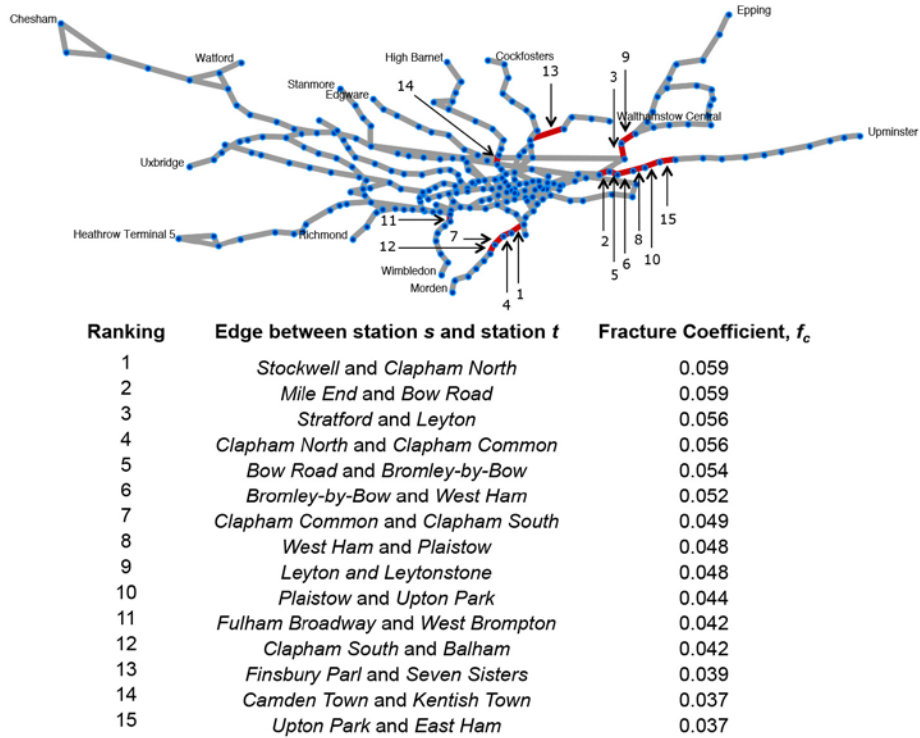 Chesham
Epping
Watford
High Barnet
Cockfosters
13
9
3
14
Stanmore
Edgware
Walthamstow Central
Upminster
Uxbridge
11
15
Heathrow Terminal 5
Richmond
7
12
2
8
10
6
5
Wimbledon
Morden
4
1
Ranking Edge between station s and station t Fracture Coefficient, fc
1 Stockwell and Clapham North 0.059
2 Mile End and Bow Road 0.059
3 Stratford and Leyton 0.056
4 Clapham North and Clapham Common 0.056
5 Bow Road and Bromley-by-Bow 0.054
6 Bromley-by-Bow and West Ham 0.052
7 Clapham Common and Clapham South 0.049
8 West Ham and Plaistow 0.048
9 Leyton and Leytonstone 0.048
10 Plaistow and Upton Park 0.044
11 Fulham Broadway and West Brompton 0.042
12 Clapham South and Balham 0.042
13 Finsbury Parl and Seven Sisters 0.039
14 Camden Town and Kentish Town 0.037
15 Upton Park and East Ham 0.037